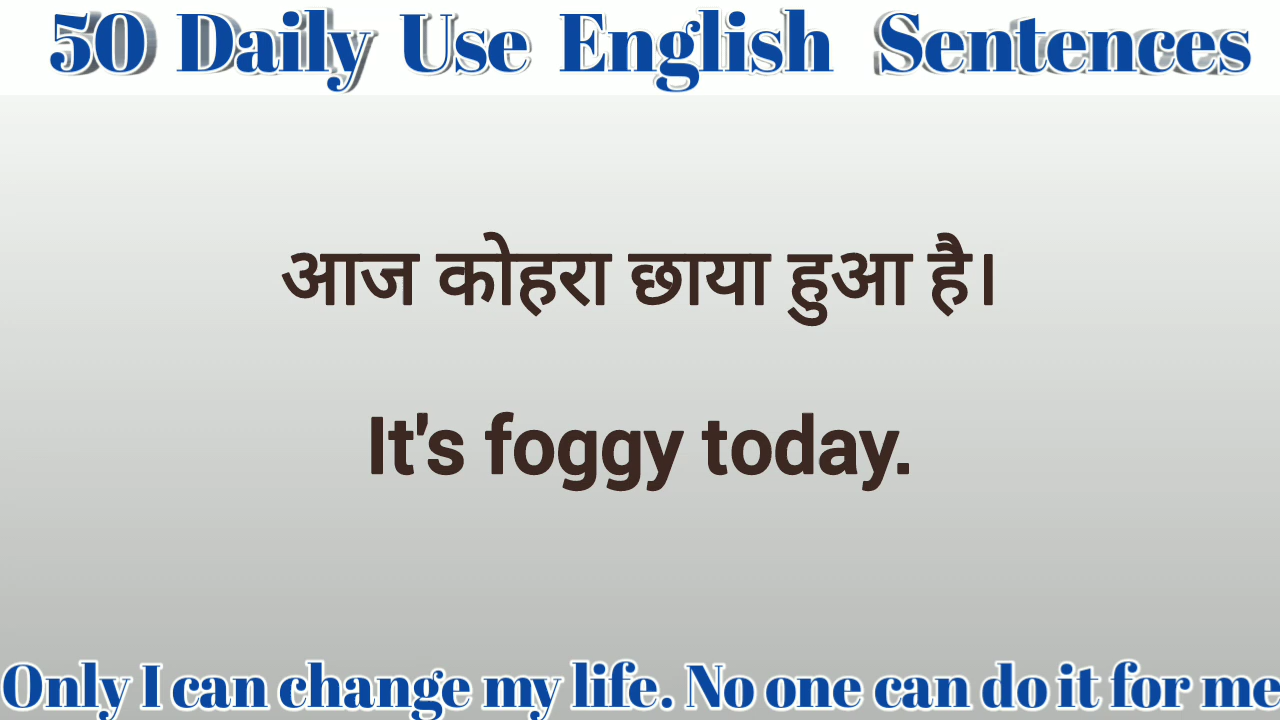 50 Daily Use English Sentences
आज कोहरा छाया हुआ है।
It's foggy today.
Only I can change my life. No one can do it for me